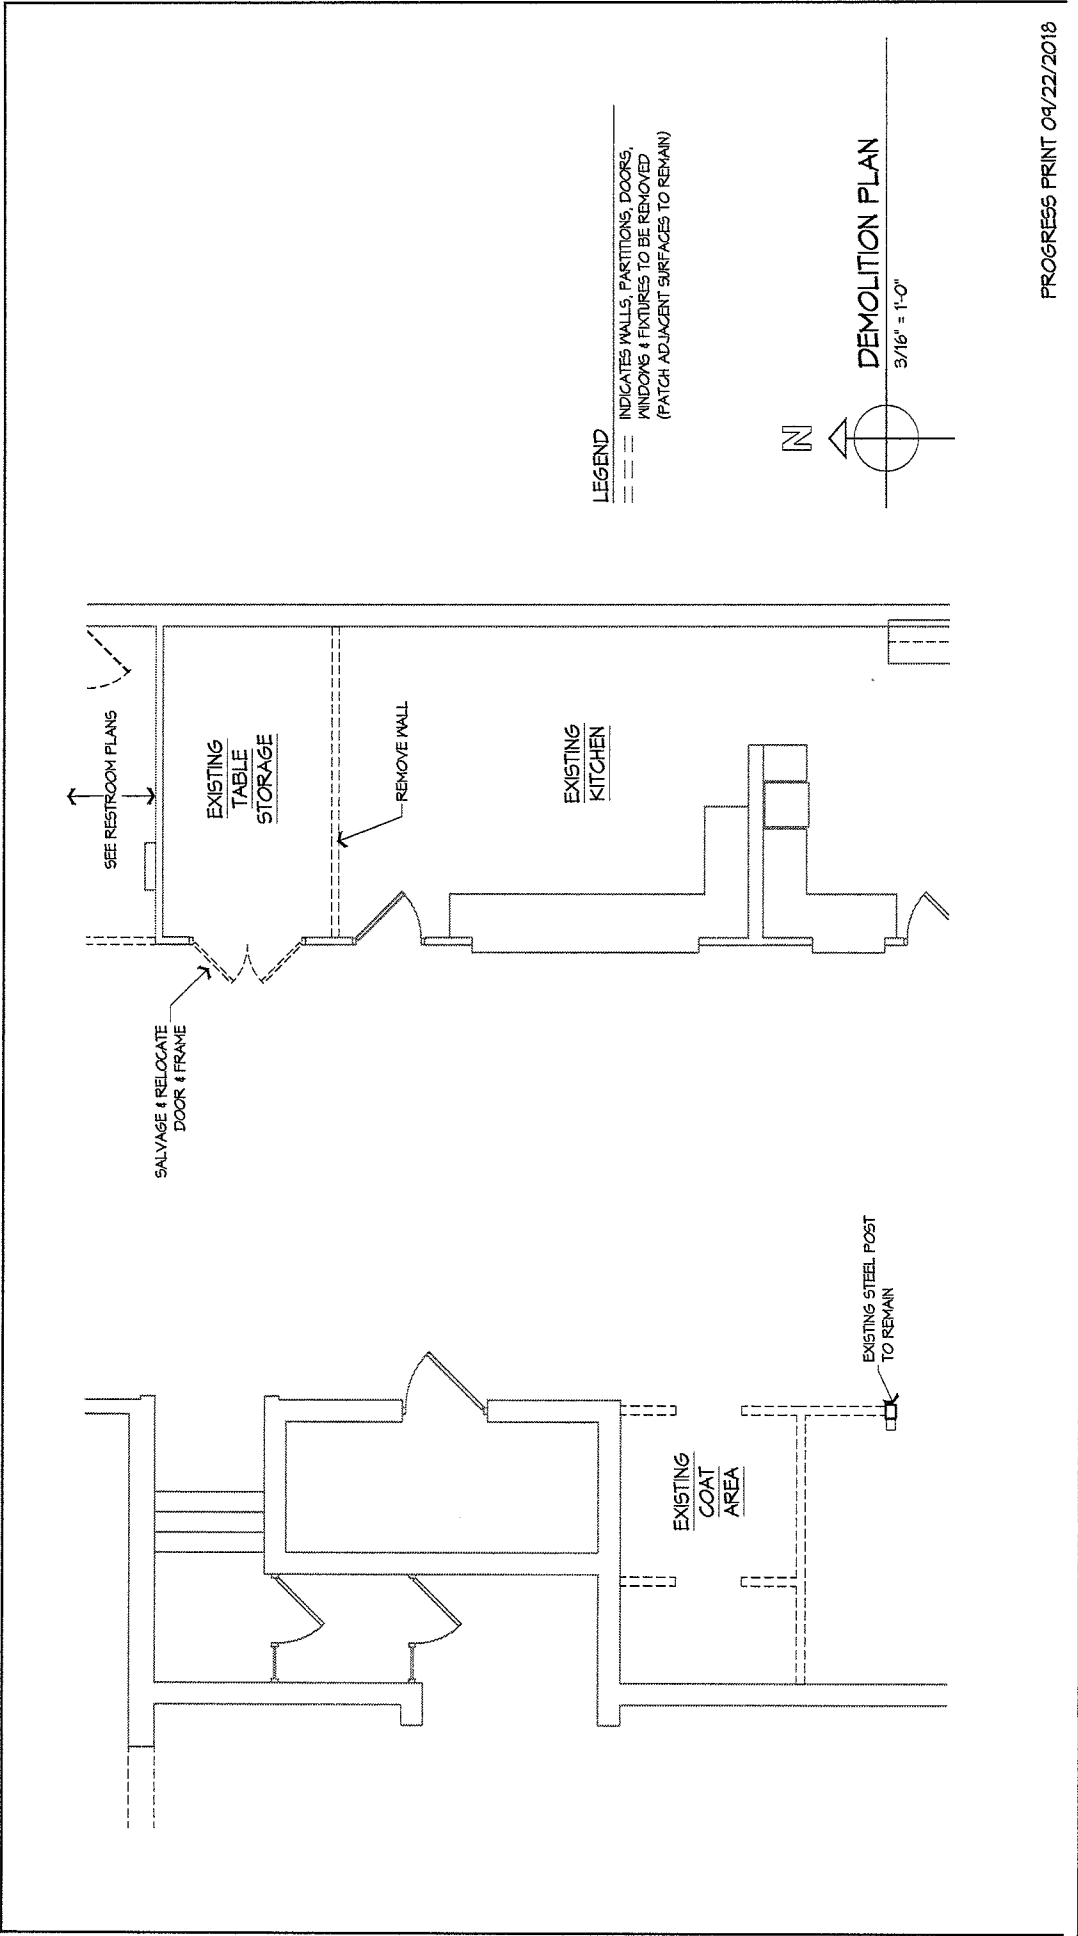 SEE RESTROOM PLANS
EXISTING
TABLE
STORAGE
SALVAGE & RELOCATE
DOOR & FRAME
REMOVE WALL
EXISTING
KITCHEN
EXISTING
COAT
AREA
EXISTING STEEL POST
TO REMAIN
LEGEND
INDICATES WALLS, PARTITIONS, DOORS,
WINDOWS & FIXTURES TO BE REMOVED
(PATCH ADJACENT SURFACES TO REMAIN)
N
DEMOLITION PLAN
3/16" = 1'-0"
PROGRESS PRINT 09/22/2018